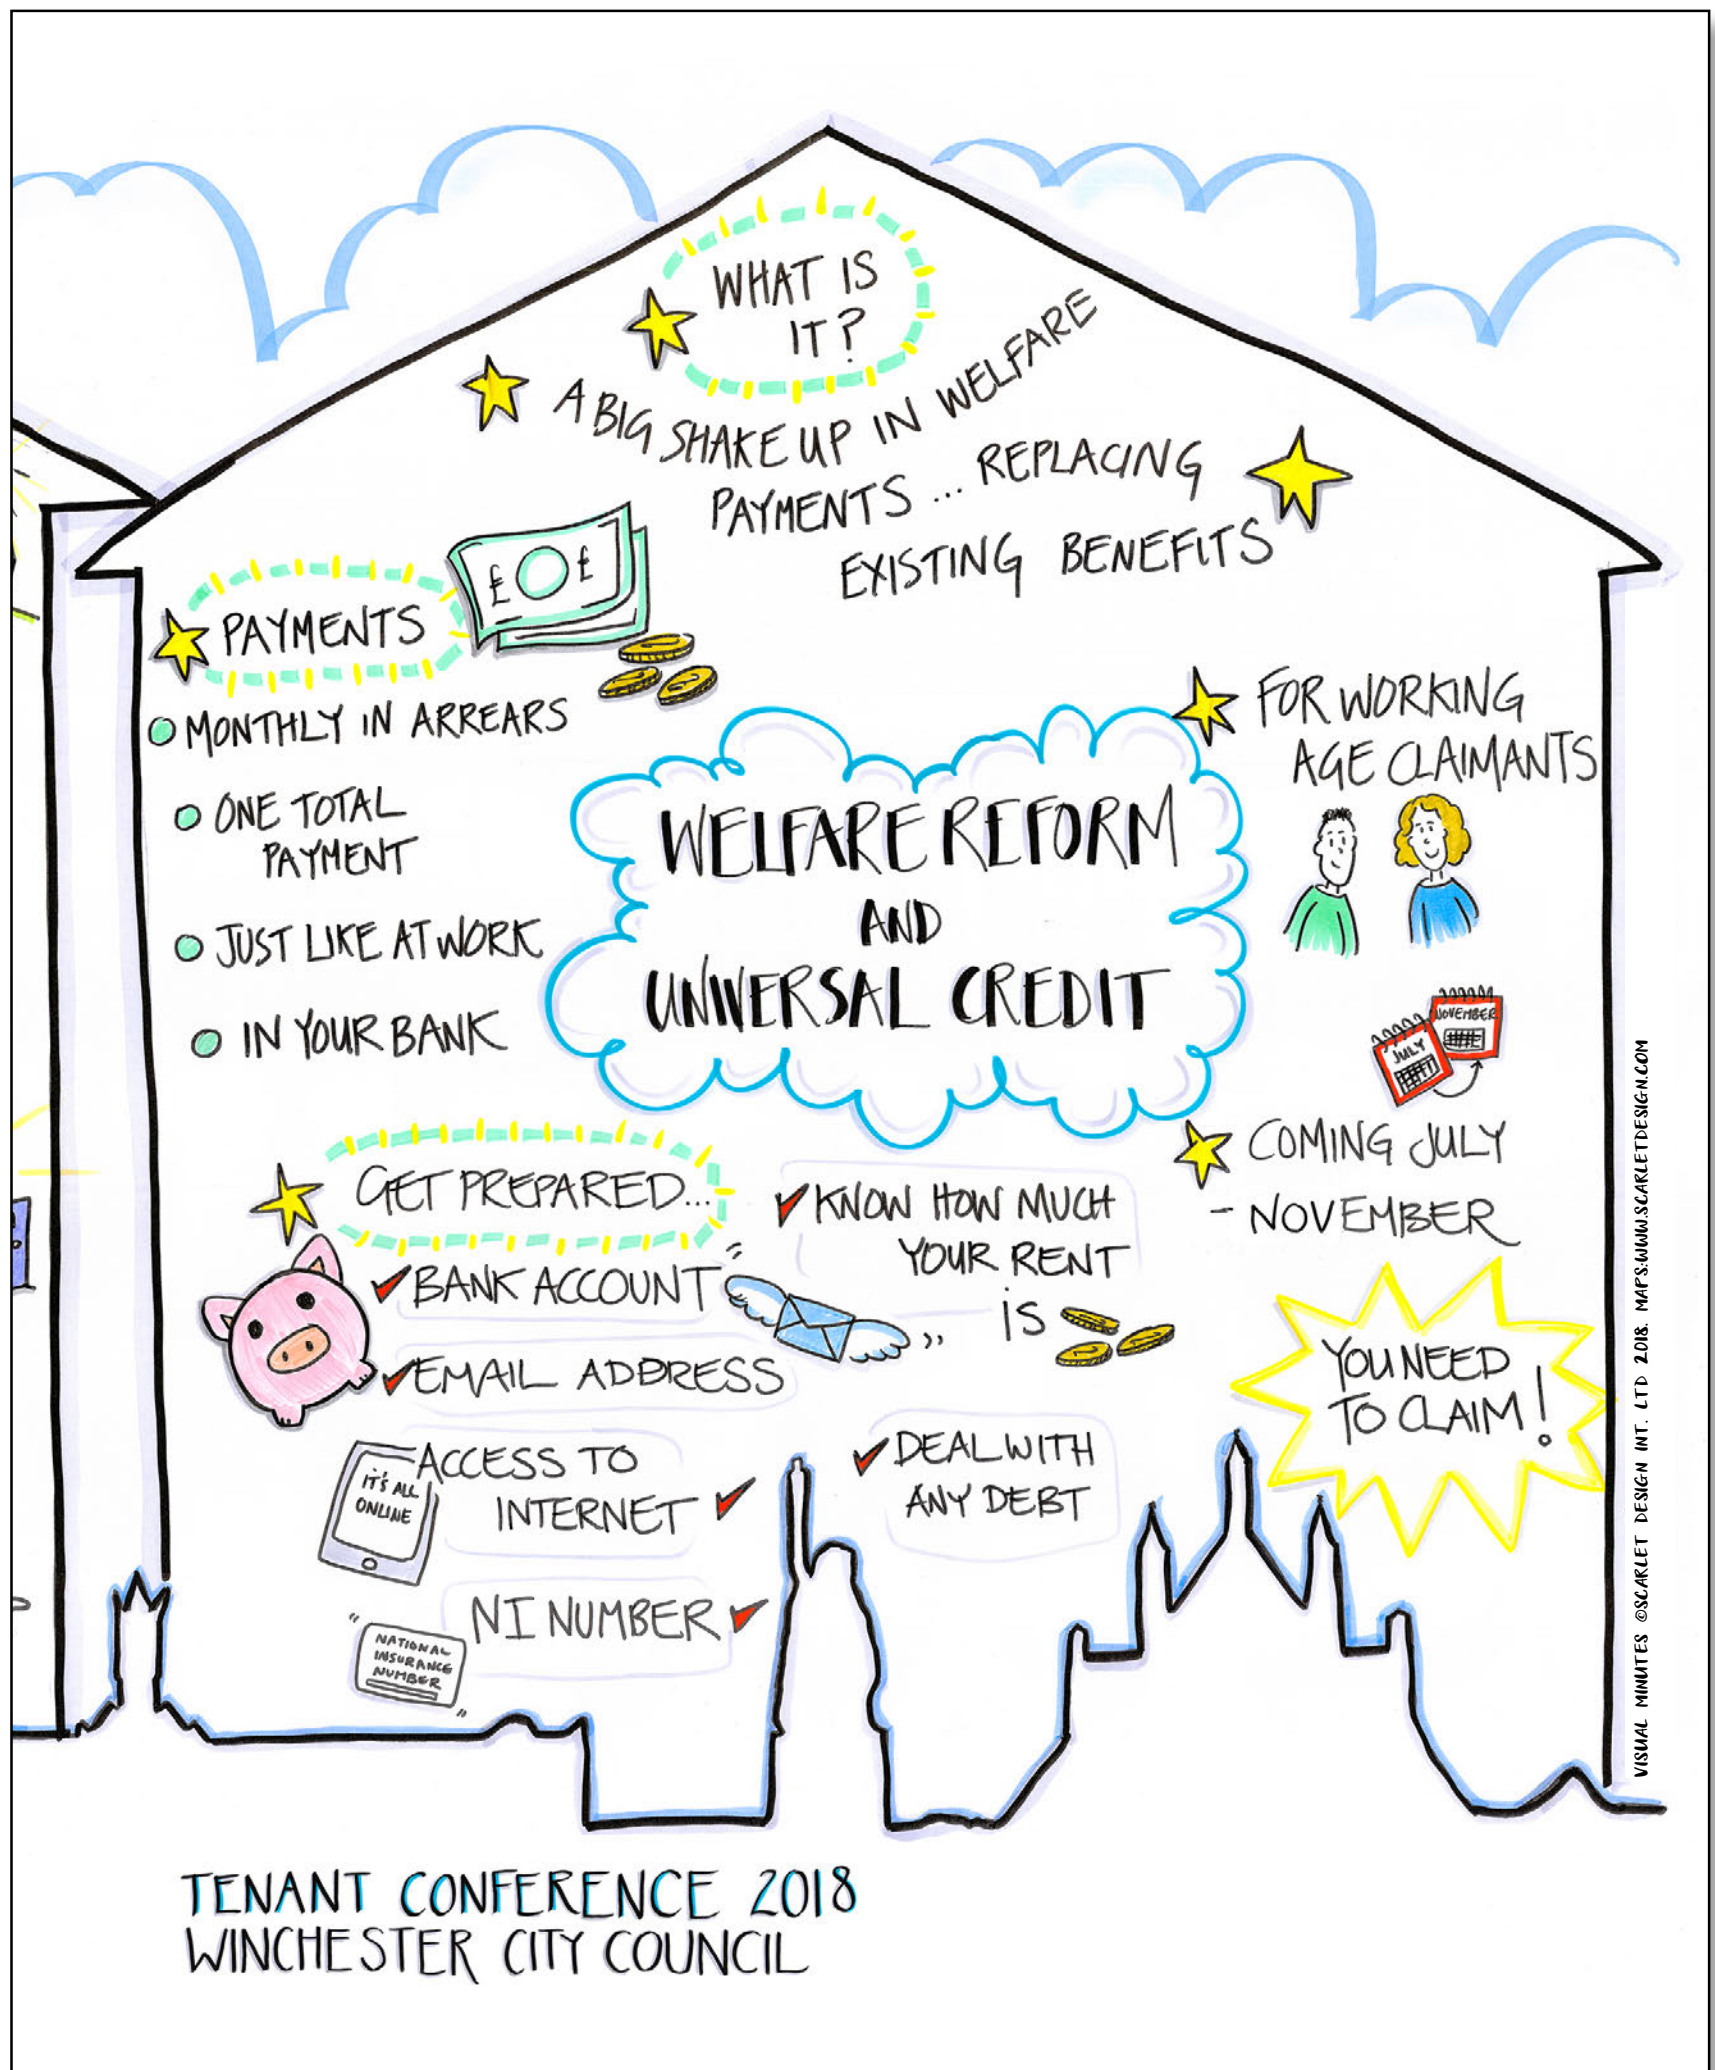 WHAT IS
IT?
A BIG SHAKE UP IN WELFARE
PAYMENTS ... REPLACING
EXISTING BENEFITS
£ £
PAYMENTS
MONTHLY IN ARREARS
ONE TOTAL
PAYMENT
JUST LIKE AT WORK
IN YOUR BANK
WELFARE REFORM
AND
UNIVERSAL CREDIT
FOR WORKING
AGE CLAIMANTS
JULY
NOVEMBER
COMING JULY
- NOVEMBER
YOU NEED
TO CLAIM!
GET PREPARED...
BANK ACCOUNT
EMAIL ADDRESS
ACCESS TO
INTERNET
IT'S ALL
ONLINE
NI NUMBER
NATIONAL
INSURANCE
NUMBER
KNOW HOW MUCH
YOUR RENT
IS
DEAL WITH
ANY DEBT
TENANT CONFERENCE 2018
WINCHESTER CITY COUNCIL
VISUAL MINUTES ©SCARLET DESIGN INT. LTD 2018. MAPS:WWW.SCARLETDESIGN.COM